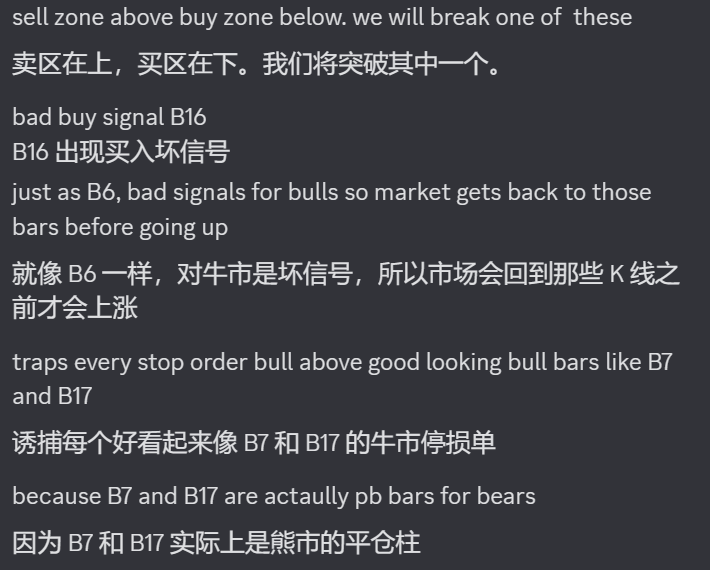 sell zone above buy zone below. we will break one of  these
卖区在上，买区在下。我们将突破其中一个。
bad buy signal B16
B16 出现买入坏信号
just as B6, bad signals for bulls so market gets back to those
bars before going up
就像 B6 一样，对牛市是坏信号，所以市场会回到那些 K 线之
前才会上涨
traps every stop order bull above good looking bull bars like B7
and B17
诱捕每个好看起来像 B7 和 B17 的牛市停损单
because B7 and B17 are actaully pb bars for bears
因为 B7 和 B17 实际上是熊市的平仓柱